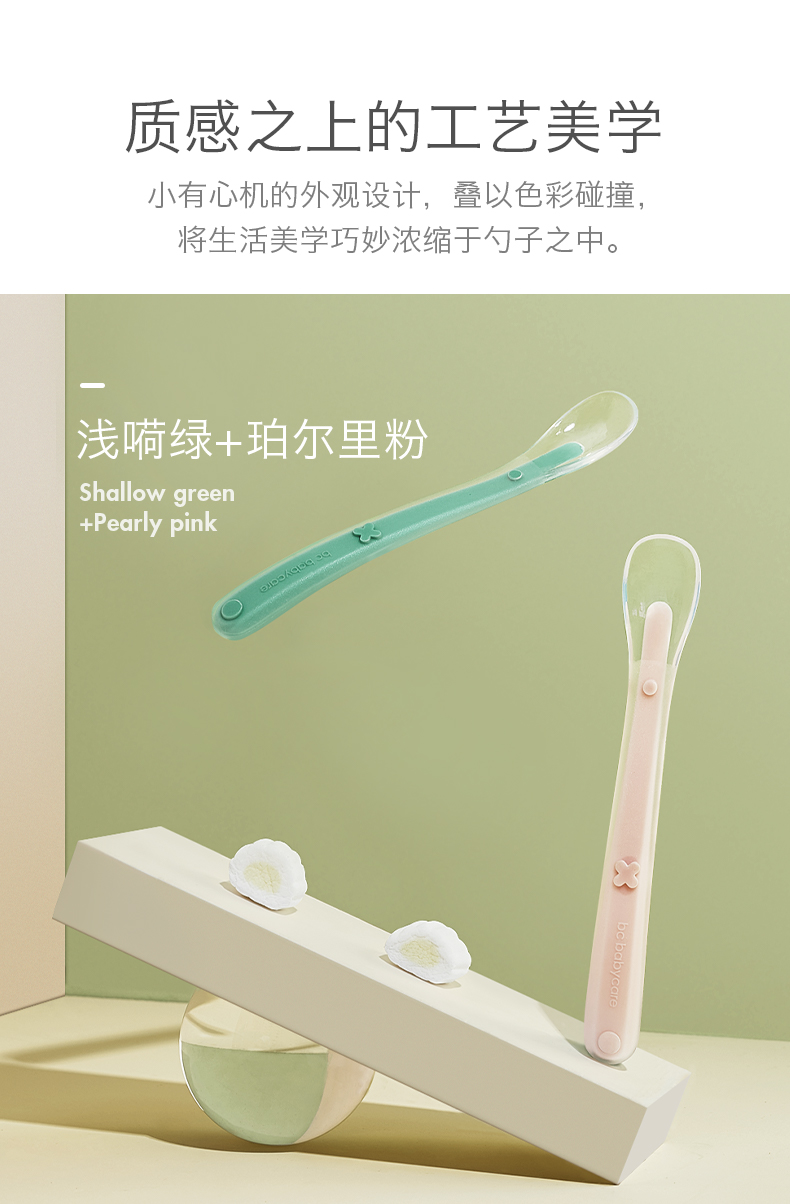 质感之上的工艺美学
小有心机的外观设计，叠以色彩碰撞，
将生活美学巧妙浓缩于勺子之中。
浅嗬绿+珀尔里粉
Shallow green
+Pearly pink
bc babycare
bc babycare